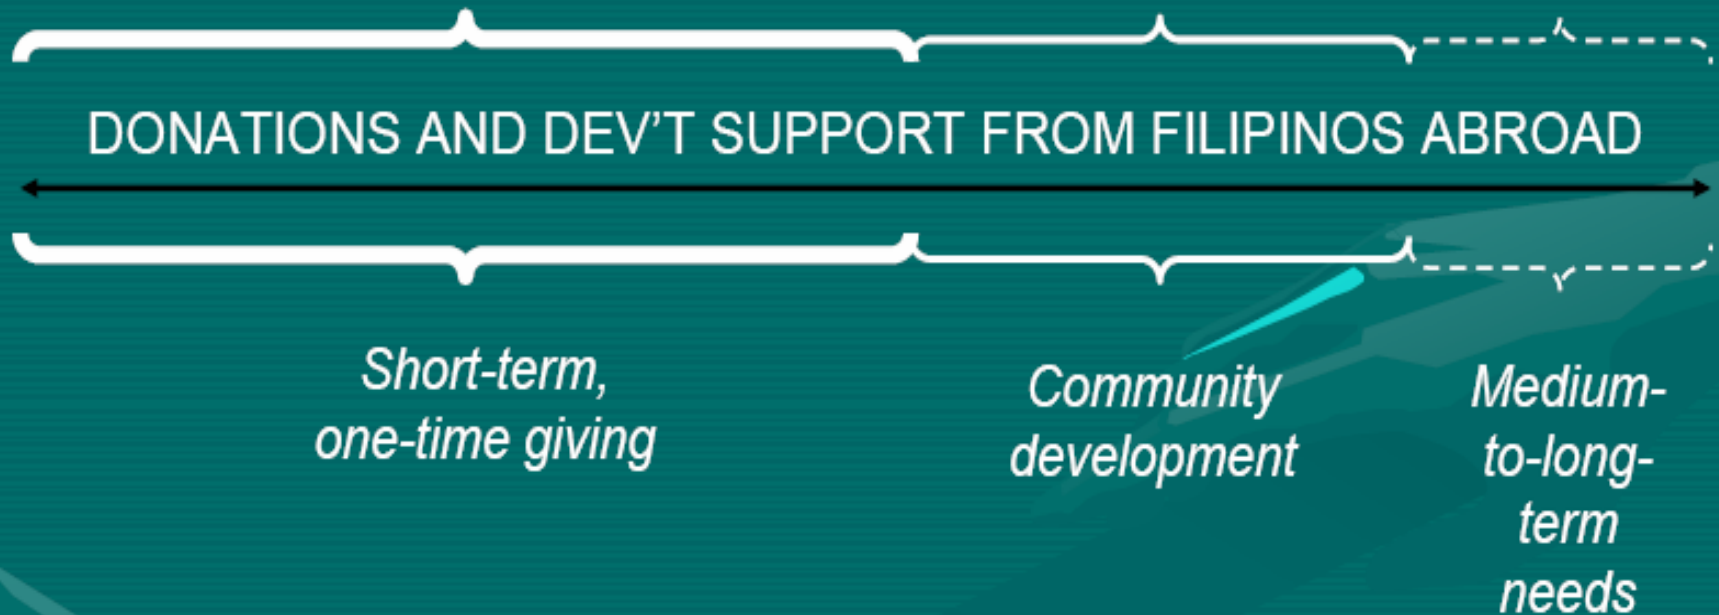 DONATIONS AND DEV'T SUPPORT FROM FILIPINOS ABROAD
Short-term,
one-time giving
Community
development
Medium-
to-long-
term
needs